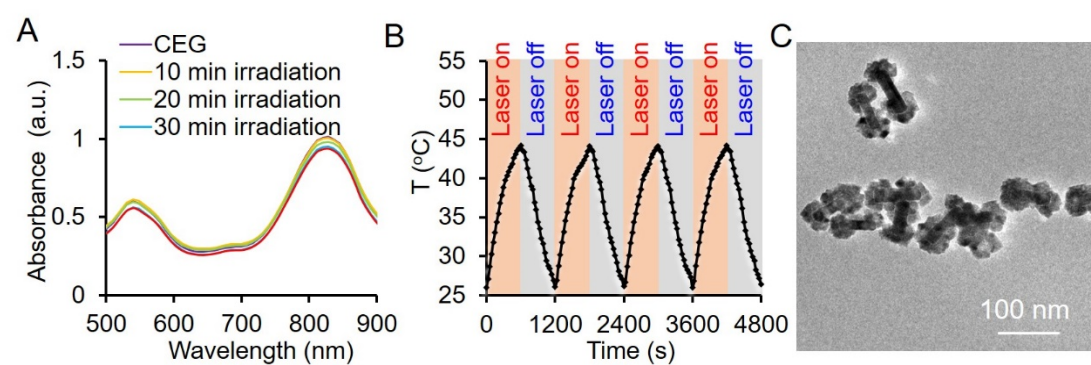 A
CEG
10 min irradiation
20 min irradiation
30 min irradiation
Absorbance (a.u.)
1.5
1
0.5
0
500 600 700 800 900
Wavelength (nm)
B
Laser on
Laser off
Laser on
Laser off
Laser on
Laser off
Laser on
Laser off
T (ºC)
55
50
45
40
35
30
25
0 1200 2400 3600 4800
Time (s)
C
100 nm